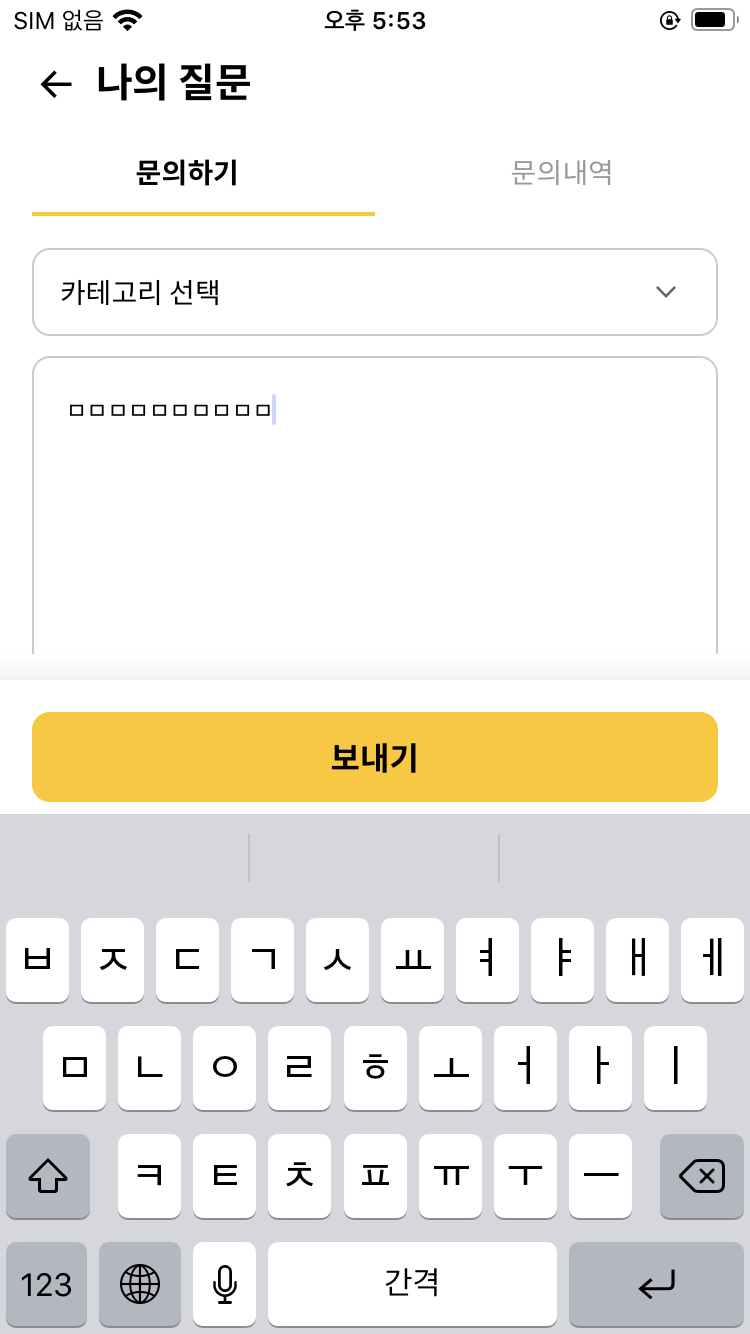 SIM 없음 오후 5:53
나의 질문
문의하기 문의내역
카테고리 선택
ㅁㅁㅁㅁㅁㅁㅁㅁㅁㅁ
보내기
ㅂ ㅈ ㄷ ㄱ ㅅ ㅛ ㅕ ㅑ ㅐ ㅔ
ㅁ ㄴ ㅇ ㄹ ㅎ ㅗ ㅓ ㅏ ㅣ
ㅋ ㅌ ㅊ ㅍ ㅠ ㅜ ㅡ
123 간격